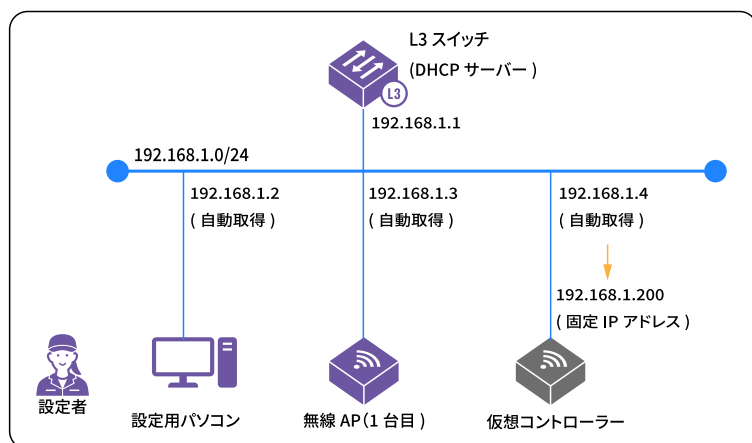 L3 スイッチ
(DHCP サーバー )
L3
192.168.1.1
192.168.1.0/24
192.168.1.2
( 自動取得 )
192.168.1.3
( 自動取得 )
192.168.1.4
( 自動取得 )
192.168.1.200
( 固定 IP アドレス )
設定者
設定用パソコン
無線 AP(1 台目 )
仮想コントローラー